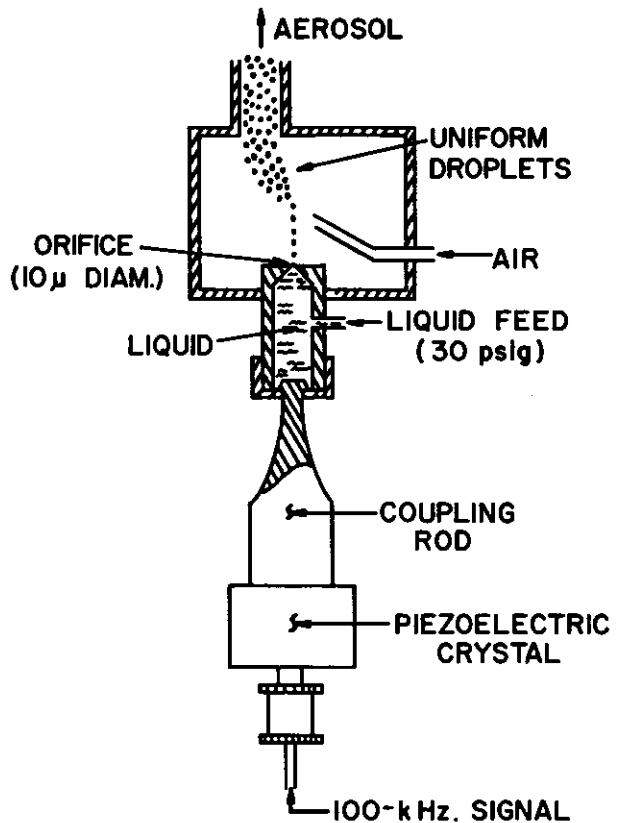 AEROSOL
UNIFORM
DROPLETS
ORIFICE
(10μ DIAM.)
AIR
LIQUID
LIQUID FEED
(30 psig)
COUPLING
ROD
PIEZOELECTRIC
CRYSTAL
100-kHz. SIGNAL